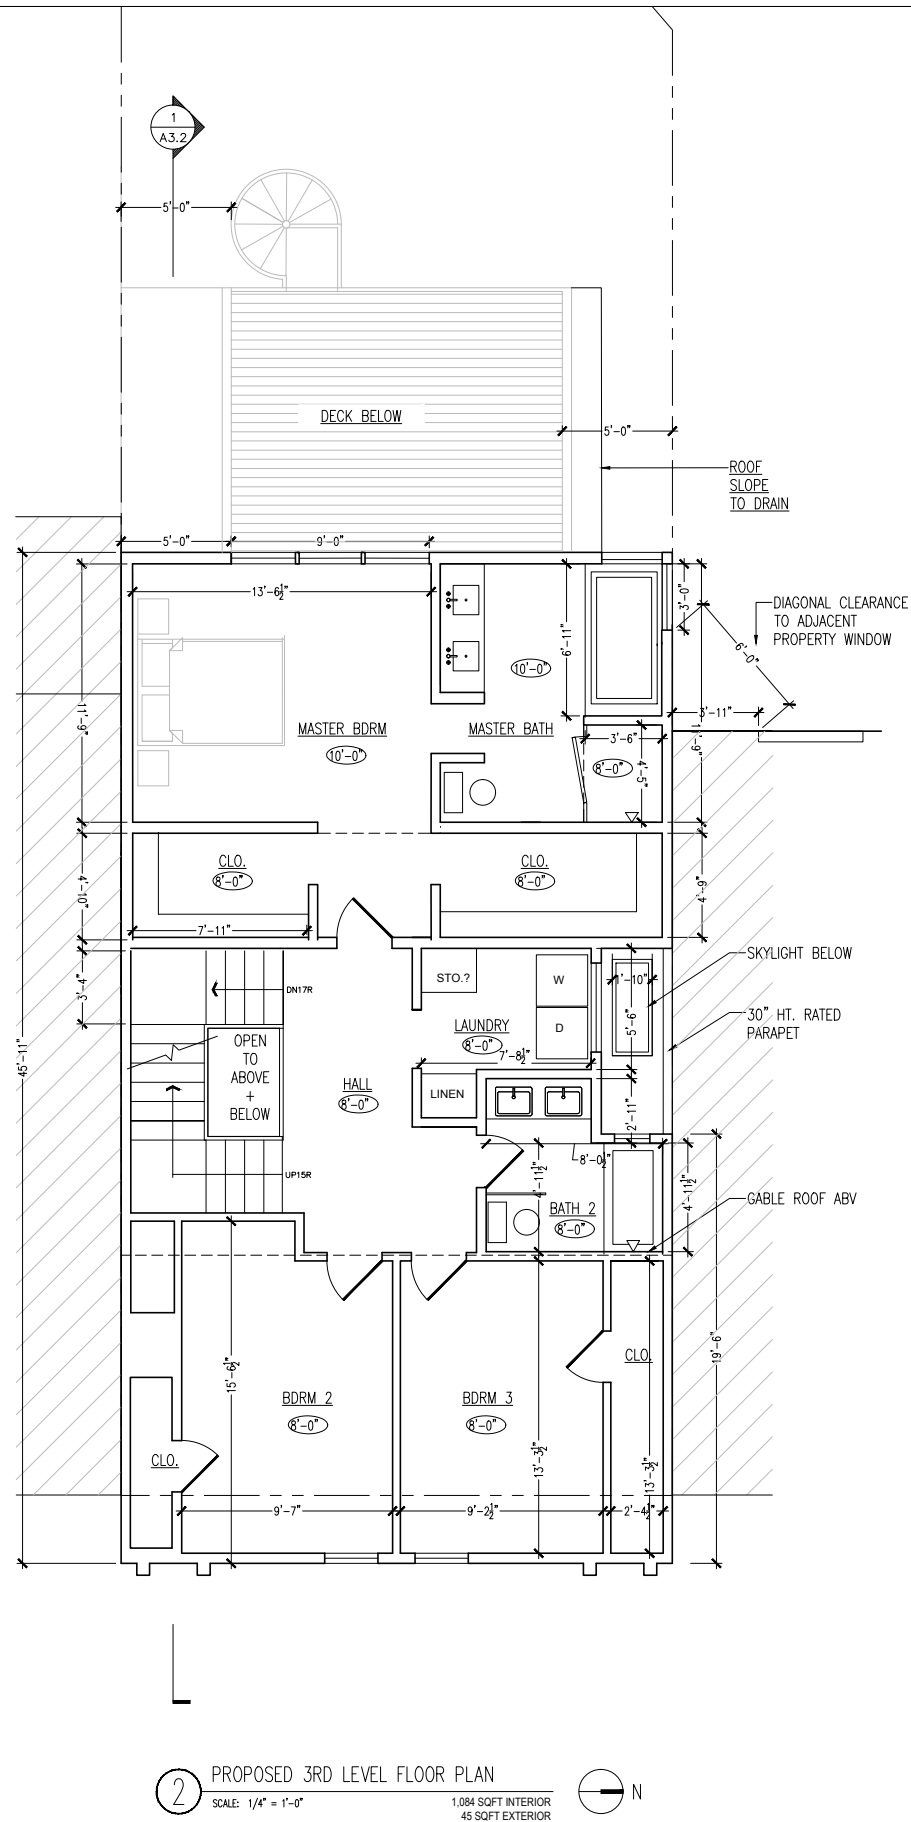 1
A3.2
5'-0"
DECK BELOW
5'-0"
ROOF
SLOPE
TO DRAIN
5'-0"
9'-0"
13'-6½"
6'-11"
3'-0"
DIAGONAL CLEARANCE
TO ADJACENT
PROPERTY WINDOW
6'-0"
10'-0"
3'-11"
11'-9"
MASTER BDRM
10'-0"
MASTER BATH
3'-6"
8'-0"
4'-5"
11'-9"
CLO.
8'-0"
CLO.
8'-0"
4'-10"
4'-9"
7'-11"
3'-4"
STO.?
W
SKYLIGHT BELOW
DN17R
1'-10"
5'-6"
30" HT. RATED
PARAPET
OPEN
TO
ABOVE
+
BELOW
LAUNDRY
8'-0"
D
7'-8½"
45'-11"
HALL
8'-0"
LINEN
2'-11"
UP15R
8'-0½"
4'-11½"
4'-11½"
GABLE ROOF ABV
BATH 2
8'-0"
15'-6½"
CLO.
19'-6"
BDRM 2
8'-0"
BDRM 3
8'-0"
CLO.
13'-3½"
13'-3½"
9'-7"
9'-2½"
2'-4½"
2
PROPOSED 3RD LEVEL FLOOR PLAN
SCALE: 1/4" = 1'-0"
1,084 SQFT INTERIOR
45 SQFT EXTERIOR
N